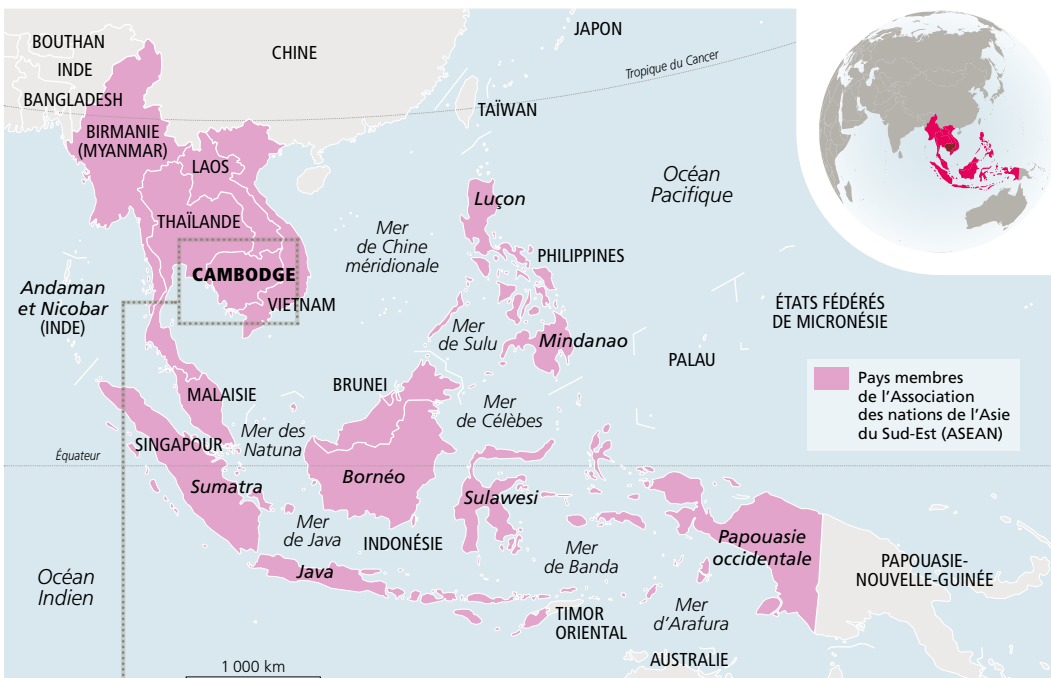 BOUTHAN
INDE
BANGLADESH
CHINE
JAPON
Tropique du Cancer
TAÏWAN
BIRMANIE
(MYANMAR)
LAOS
THAÏLANDE
CAMBODGE
VIETNAM
Andaman
et Nicobar
(INDE)
Mer
de Chine
méridionale
Luçon
Océan
Pacifique
PHILIPPINES
Mer
de Sulu
Mindanao
ÉTATS FÉDÉRÉS
DE MICRONÉSIE
PALAU
MALAISIE
BRUNEI
Mer
de Célèbes
Pays membres
de l'Association
des nations de l'Asie
du Sud-Est (ASEAN)
SINGAPOUR
Mer des
Natuna
Équateur
Sumatra
Bornéo
Sulawesi
Mer
de Java
INDONÉSIE
Mer
de Banda
Papouasie
occidentale
PAPOUASIE-
NOUVELLE-GUINÉE
Java
Océan
Indien
TIMOR
ORIENTAL
Mer
d'Arafura
AUSTRALIE
1 000 km